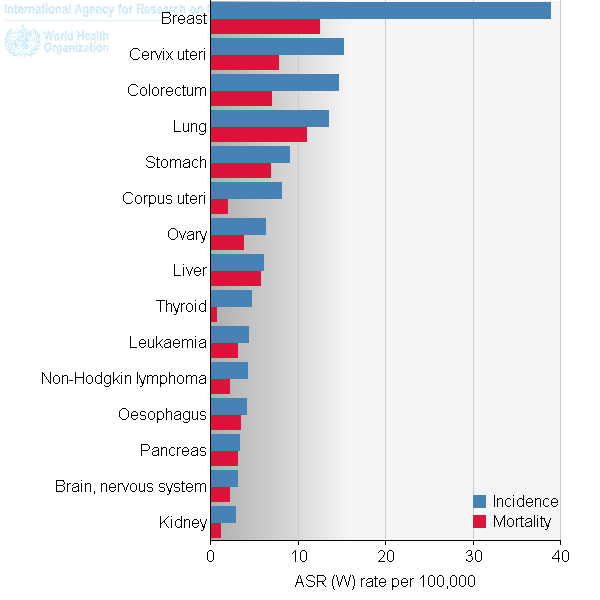 International Agency for Research on
World Health
Organization
Breast
Cervix uteri
Colorectum
Lung
Stomach
Corpus uteri
Ovary
Liver
Thyroid
Leukaemia
Non-Hodgkin lymphoma
Oesophagus
Pancreas
Brain, nervous system
Kidney
Incidence
Mortality
0 10 20 30 40
ASR (W) rate per 100,000